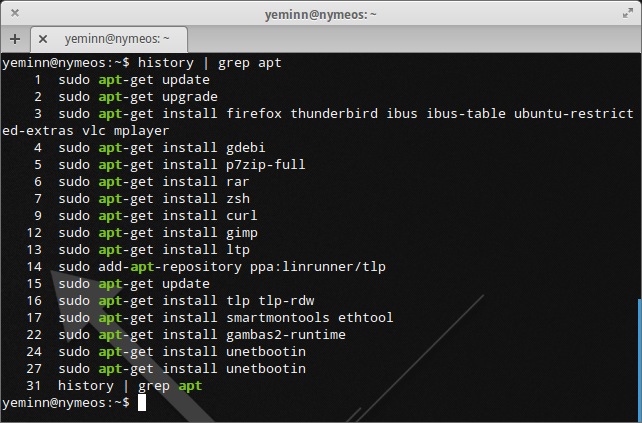 yeminn@nymeos: ~
yeminn@nymeos: ~
yeminn@nymeos:~$ history | grep apt
1 sudo apt-get update
2 sudo apt-get upgrade
3 sudo apt-get install firefox thunderbird ibus ibus-table ubuntu-restrict
ed-extras vlc mplayer
4 sudo apt-get install gdebi
5 sudo apt-get install p7zip-full
6 sudo apt-get install rar
7 sudo apt-get install zsh
9 sudo apt-get install curl
12 sudo apt-get install gimp
13 sudo apt-get install ltp
14 sudo add-apt-repository ppa:linrunner/tlp
15 sudo apt-get update
16 sudo apt-get install tlp tlp-rdw
17 sudo apt-get install smartmontools ethtool
22 sudo apt-get install gambas2-runtime
24 sudo apt-get install unetbootin
27 sudo apt-get install unetbootin
31 history | grep apt
yeminn@nymeos:~$